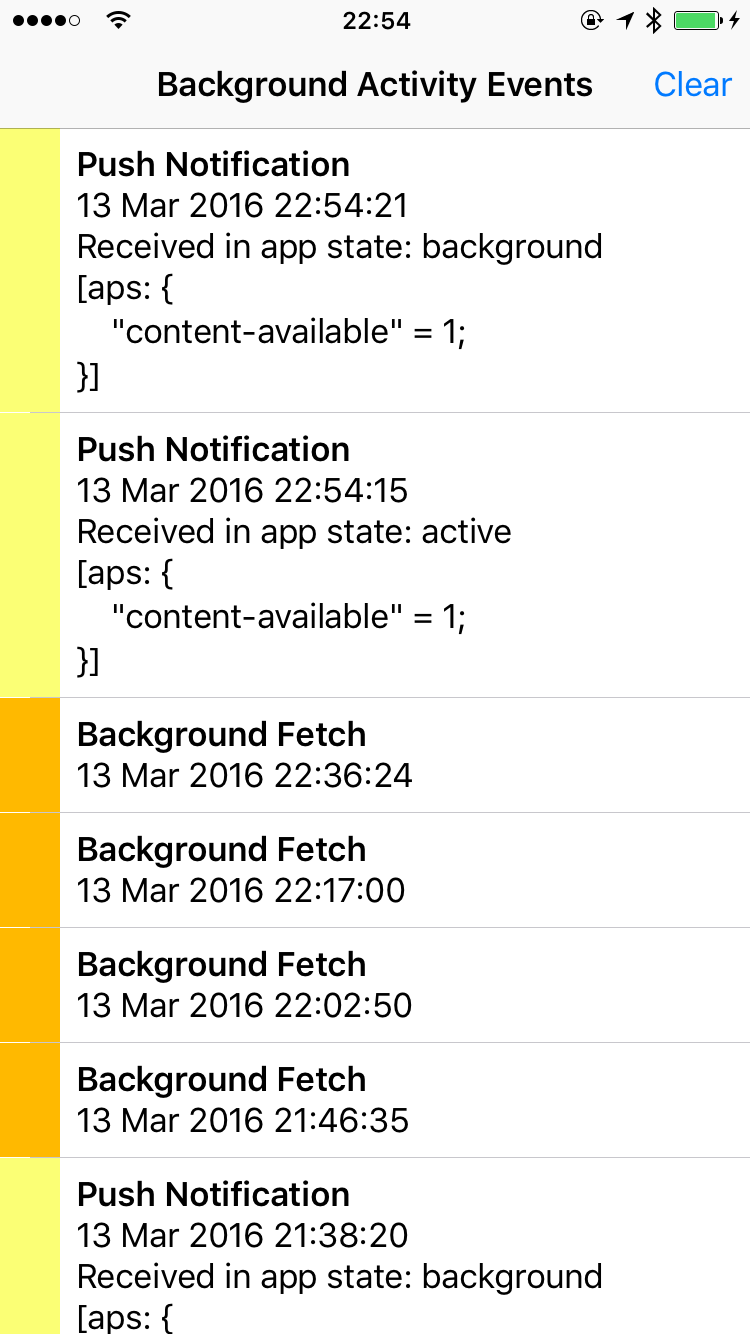 22:54
Background Activity Events Clear
Push Notification
13 Mar 2016 22:54:21
Received in app state: background
[aps: {
    "content-available" = 1;
}]
Push Notification
13 Mar 2016 22:54:15
Received in app state: active
[aps: {
    "content-available" = 1;
}]
Background Fetch
13 Mar 2016 22:36:24
Background Fetch
13 Mar 2016 22:17:00
Background Fetch
13 Mar 2016 22:02:50
Background Fetch
13 Mar 2016 21:46:35
Push Notification
13 Mar 2016 21:38:20
Received in app state: background
[aps: {